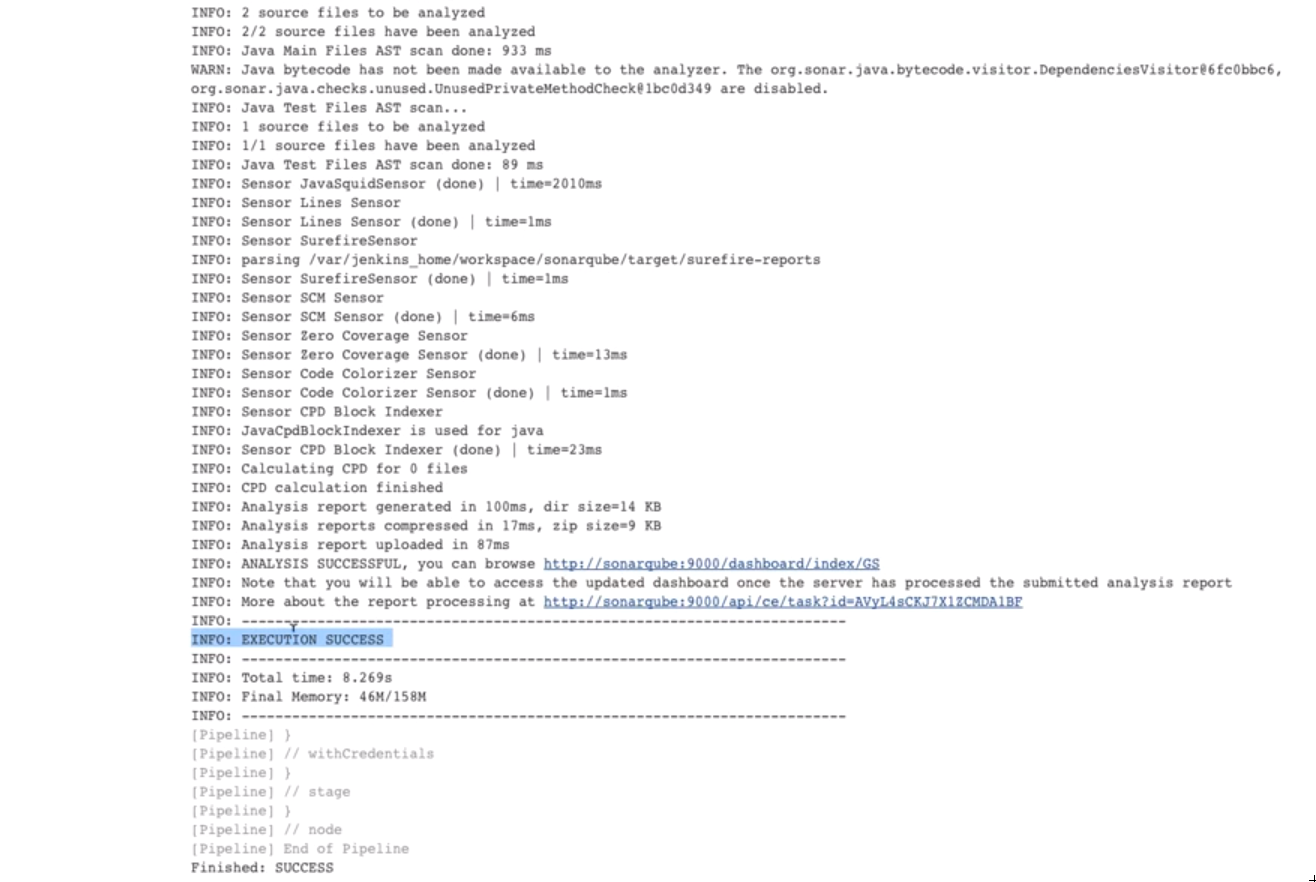 INFO: 2 source files to be analyzed
INFO: 2/2 source files have been analyzed
INFO: Java Main Files AST scan done: 933 ms
WARN: Java bytecode has not been made available to the analyzer. The org.sonar.java.bytecode.visitor.DependenciesVisitor@6fc0bbc6,
org.sonar.java.checks.unused.UnusedPrivateMethodCheck@1bc0d349 are disabled.
INFO: Java Test Files AST scan...
INFO: 1 source files to be analyzed
INFO: 1/1 source files have been analyzed
INFO: Java Test Files AST scan done: 89 ms
INFO: Sensor JavaSquidSensor (done) | time=2010ms
INFO: Sensor Lines Sensor
INFO: Sensor Lines Sensor (done) | time=1ms
INFO: Sensor SurefireSensor
INFO: parsing /var/jenkins_home/workspace/sonarqube/target/surefire-reports
INFO: Sensor SurefireSensor (done) | time=1ms
INFO: Sensor SCM Sensor
INFO: Sensor SCM Sensor (done) | time=6ms
INFO: Sensor Zero Coverage Sensor
INFO: Sensor Zero Coverage Sensor (done) | time=13ms
INFO: Sensor Code Colorizer Sensor
INFO: Sensor Code Colorizer Sensor (done) | time=1ms
INFO: Sensor CPD Block Indexer
INFO: JavaCpdBlockIndexer is used for java
INFO: Sensor CPD Block Indexer (done) | time=23ms
INFO: Calculating CPD for 0 files
INFO: CPD calculation finished
INFO: Analysis report generated in 100ms, dir size=14 KB
INFO: Analysis reports compressed in 17ms, zip size=9 KB
INFO: Analysis report uploaded in 87ms
INFO: ANALYSIS SUCCESSFUL, you can browse http://sonarqube:9000/dashboard/index/GS
INFO: Note that you will be able to access the updated dashboard once the server has processed the submitted analysis report
INFO: More about the report processing at http://sonarqube:9000/api/ce/task?id=AVyL4sCKJ7X1ZCMDA1BF
INFO: ------------------------------------------------------------------------
INFO: EXECUTION SUCCESS
INFO: ------------------------------------------------------------------------
INFO: Total time: 8.269s
INFO: Final Memory: 46M/158M
INFO: ------------------------------------------------------------------------
[Pipeline] }
[Pipeline] // withCredentials
[Pipeline] }
[Pipeline] // stage
[Pipeline] }
[Pipeline] // node
[Pipeline] End of Pipeline
Finished: SUCCESS